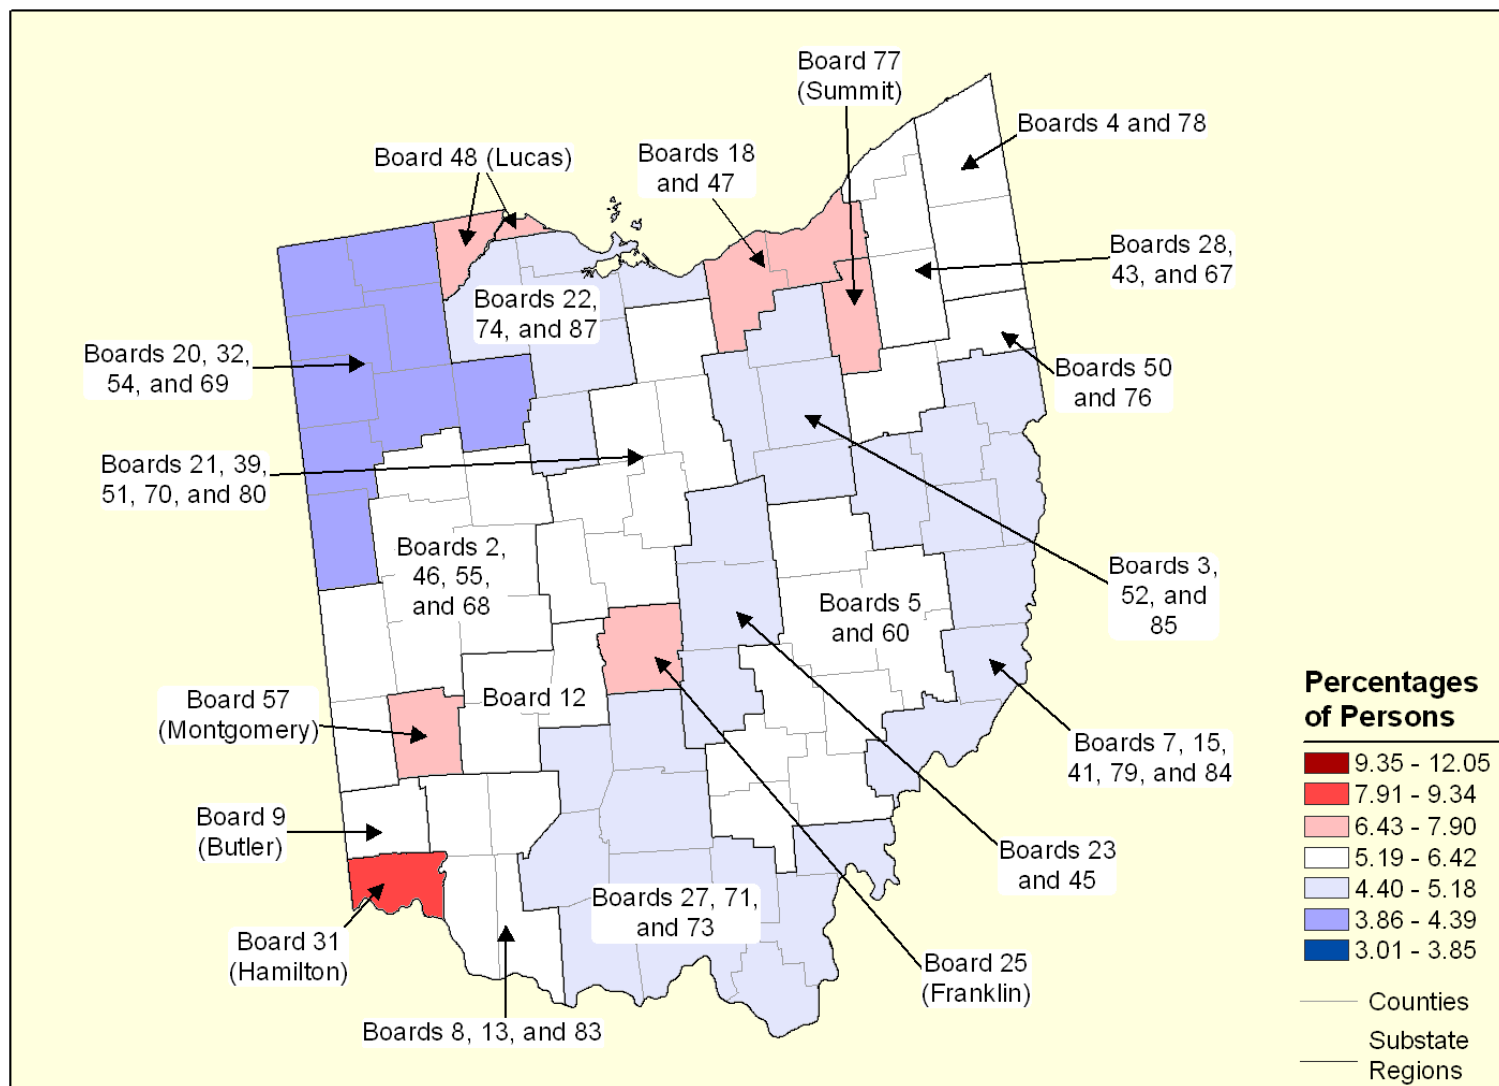 Board 77
(Summit)
Boards 4 and 78
Board 48 (Lucas)
Boards 18
and 47
Boards 28,
43, and 67
Boards 22,
74, and 87
Boards 20, 32,
54, and 69
Boards 50
and 76
Boards 21, 39,
51, 70, and 80
Boards 2,
46, 55,
and 68
Boards 3,
52, and
85
Boards 5
and 60
Board 57
(Montgomery)
Board 12
Boards 7, 15,
41, 79, and 84
Board 9
(Butler)
Boards 23
and 45
Boards 27, 71,
and 73
Board 31
(Hamilton)
Board 25
(Franklin)
Boards 8, 13, and 83
Percentages
of Persons
9.35 - 12.05
7.91 - 9.34
6.43 - 7.90
5.19 - 6.42
4.40 - 5.18
3.86 - 4.39
3.01 - 3.85
Counties
Substate
Regions